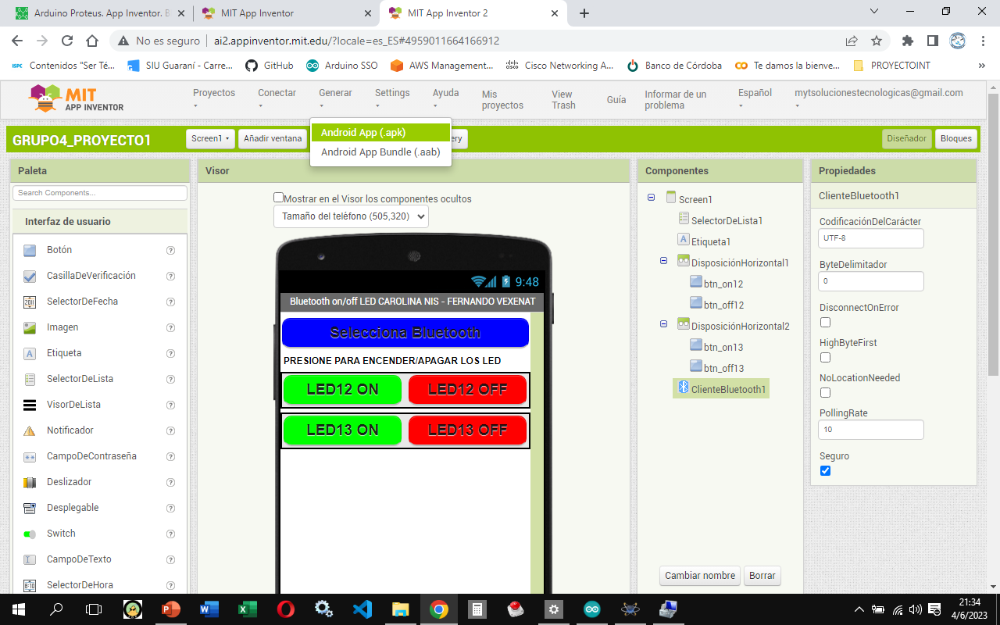 Arduino Proteus. App Inventor. B
MIT App Inventor
MIT App Inventor 2
No es seguro
ai2.appinventor.mit.edu/?locale=es_ES#4959011664166912
ISPC Contenidos "Ser Té...
SIU Guaraní - Carre...
GitHub
Arduino SSO
AWS Management...
Cisco Networking A...
Banco de Córdoba
Te damos la bienve...
PROYECTOINT
»
MIT
APP INVENTOR
Proyectos
Conectar
Generar
Settings
Ayuda
Mis proyectos
View Trash
Guía
Informar de un problema
Español
mytsolucionestecnologicas@gmail.com
GRUPO4_PROYECTO1
Screen1
Añadir ventana
Android App (.apk)
Android App Bundle (.aab)
ery
Diseñador
Bloques
Paleta
Search Components...
Interfaz de usuario
Botón
CasillaDeVerificación
SelectorDeFecha
Imagen
Etiqueta
SelectorDeLista
VisorDeLista
Notificador
CampoDeContraseña
Deslizador
Desplegable
Switch
CampoDeTexto
SelectorDeHora
Visor
Mostrar en el Visor los componentes ocultos
Tamaño del teléfono (505,320)
9:48
Bluetooth on/off LED CAROLINA NIS - FERNANDO VEXENAT
Selecciona Bluetooth
PRESIONE PARA ENCENDER/APAGAR LOS LED
LED12 ON LED12 OFF
LED13 ON LED13 OFF
Componentes
Screen1
SelectorDeLista1
Etiqueta1
DisposiciónHorizontal1
btn_on12
btn_off12
DisposiciónHorizontal2
btn_on13
btn_off13
ClienteBluetooth1
Cambiar nombre
Borrar
Propiedades
ClienteBluetooth1
CodificaciónDelCarácter
UTF-8
ByteDelimitador
0
DisconnectOnError
HighByteFirst
NoLocationNeeded
PollingRate
10
Seguro
21:34
4/6/2023